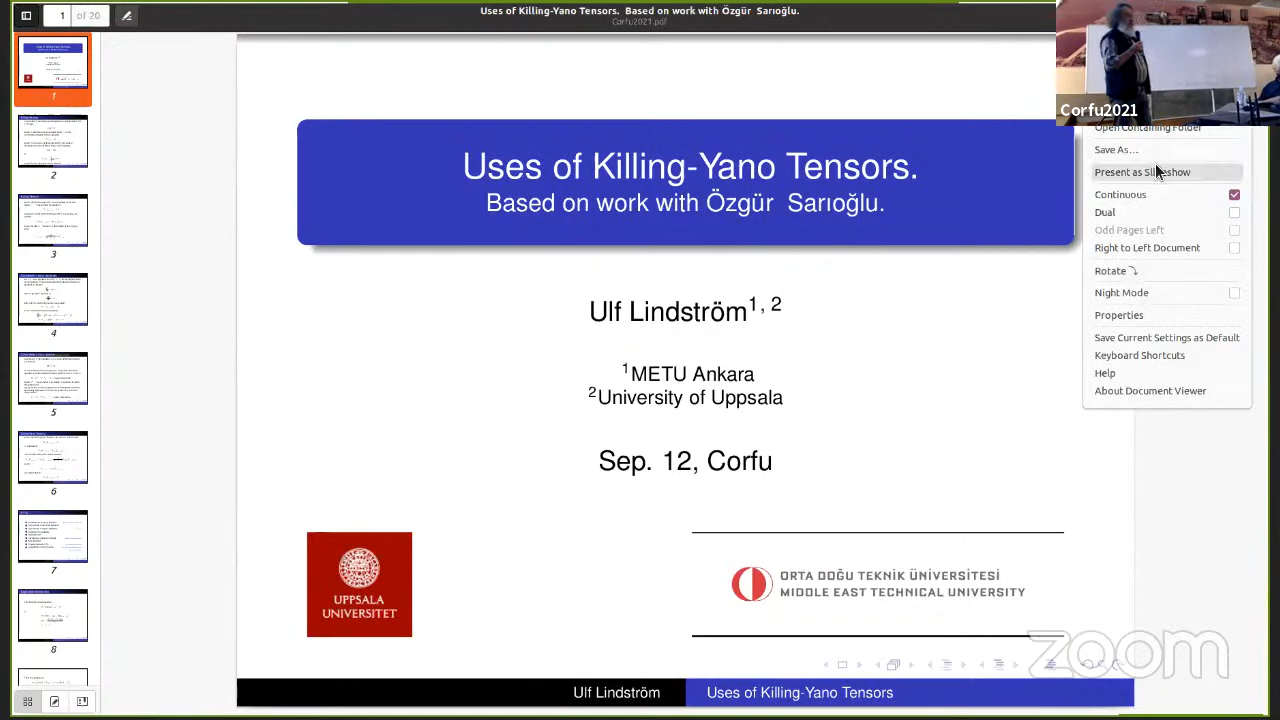 1 of 20
Uses of Killing-Yano Tensors. Based on work with Özgür Sarıoğlu.
Corfu2021.pdf
Corfu2021
Open Containing Folder
Save As…
Present as Slideshow
Continuous
Dual
Odd Pages Left
Right to Left Document
Rotate
Night Mode
Properties
Save Current Settings as Default
Keyboard Shortcuts
Help
About Document Viewer
1
2
3
4
5
6
7
8
Uses of Killing-Yano Tensors.
Based on work with Özgür Sarıoğlu.
Ulf Lindström1 2
1METU Ankara
2University of Uppsala
Sep. 12, Corfu
UPPSALA
UNIVERSITET
ORTA DOĞU TEKNİK ÜNİVERSİTESİ
MIDDLE EAST TECHNICAL UNIVERSITY
zoom
Ulf Lindström
Uses of Killing-Yano Tensors